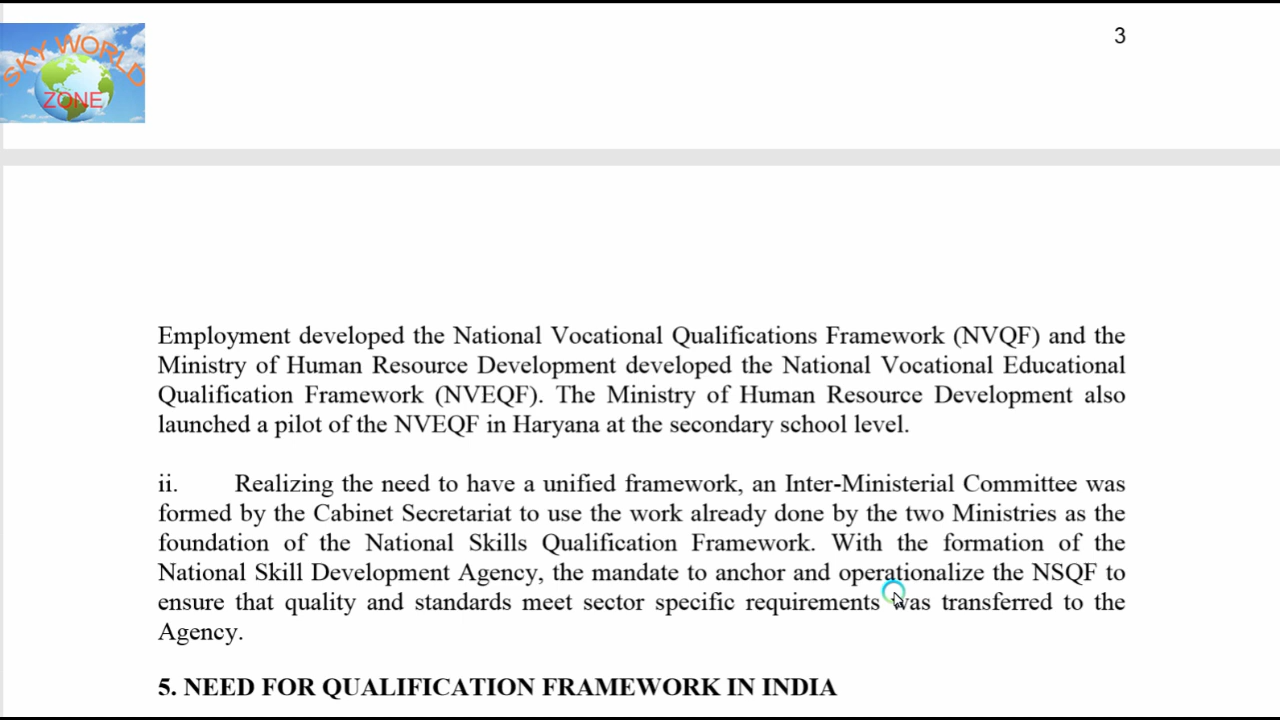 3
SKY WORLD
ZONE
Employment developed the National Vocational Qualifications Framework (NVQF) and the
Ministry of Human Resource Development developed the National Vocational Educational
Qualification Framework (NVEQF). The Ministry of Human Resource Development also
launched a pilot of the NVEQF in Haryana at the secondary school level.
ii. Realizing the need to have a unified framework, an Inter-Ministerial Committee was
formed by the Cabinet Secretariat to use the work already done by the two Ministries as the
foundation of the National Skills Qualification Framework. With the formation of the
National Skill Development Agency, the mandate to anchor and operationalize the NSQF to
ensure that quality and standards meet sector specific requirements was transferred to the
Agency.
5. NEED FOR QUALIFICATION FRAMEWORK IN INDIA